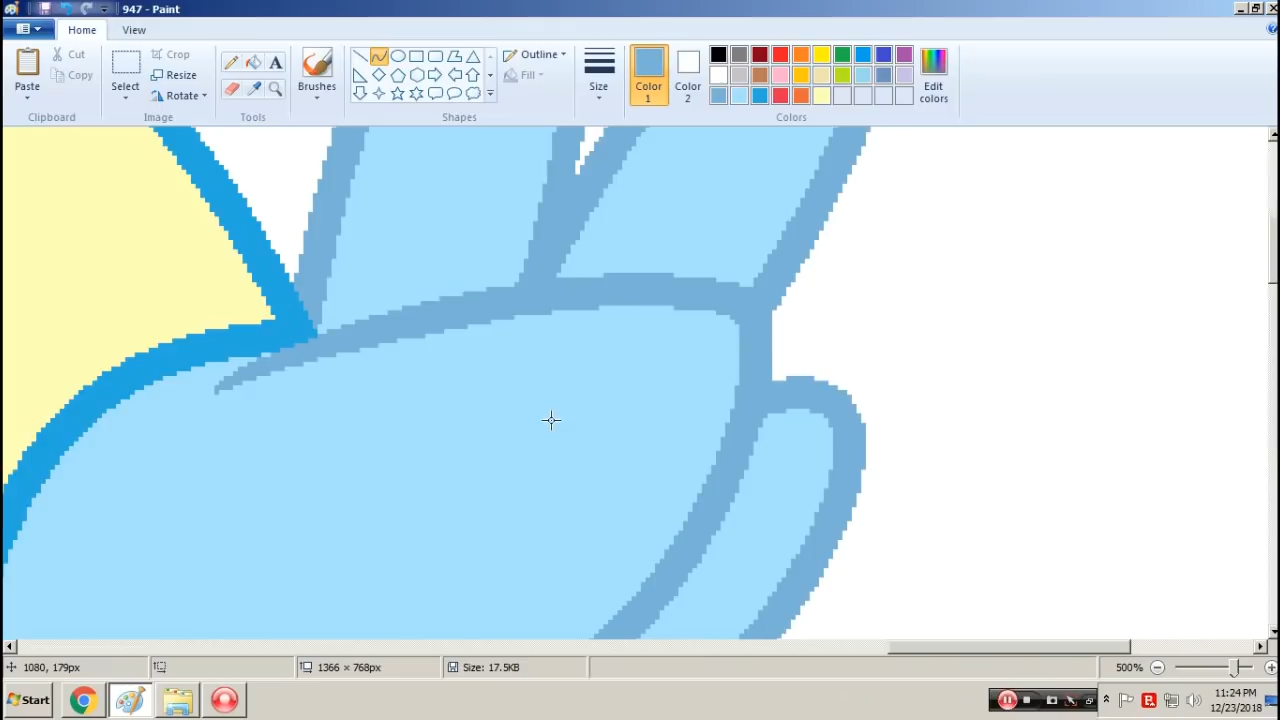 947 - Paint
Home View
Paste
Cut
Copy
Clipboard
Select
Crop
Resize
Rotate
Image
A
Tools
Brushes
Shapes
Outline
Fill
Size
Color 1
Color 2
Colors
Edit colors
1080, 179px
1366 × 768px
Size: 17.5KB
500%
Start
11:24 PM
12/23/2018